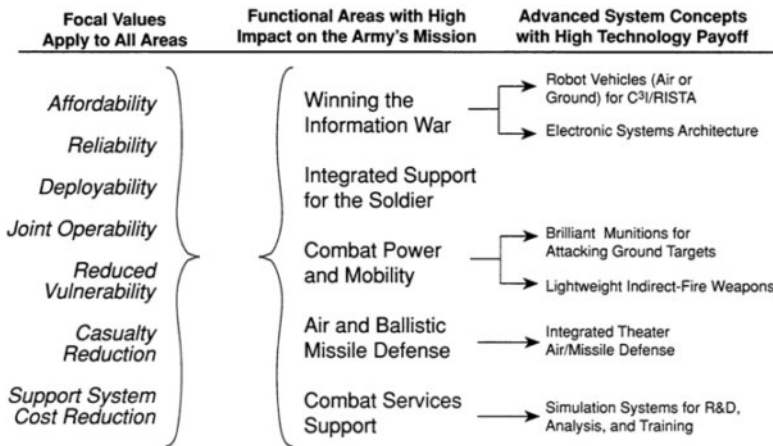 Focal Values
Apply to All Areas
Affordability
Reliability
Deployability
Joint Operability
Reduced
Vulnerability
Casualty
Reduction
Support System
Cost Reduction
Functional Areas with High
Impact on the Army's Mission
Winning the
Information War
Integrated Support
for the Soldier
Combat Power
and Mobility
Air and Ballistic
Missile Defense
Combat Services
Support
Advanced System Concepts
with High Technology Payoff
Robot Vehicles (Air or
Ground) for C³I/RISTA
Electronic Systems Architecture
Brilliant Munitions for
Attacking Ground Targets
Lightweight Indirect-Fire Weapons
Integrated Theater
Air/Missile Defense
Simulation Systems for R&D,
Analysis, and Training